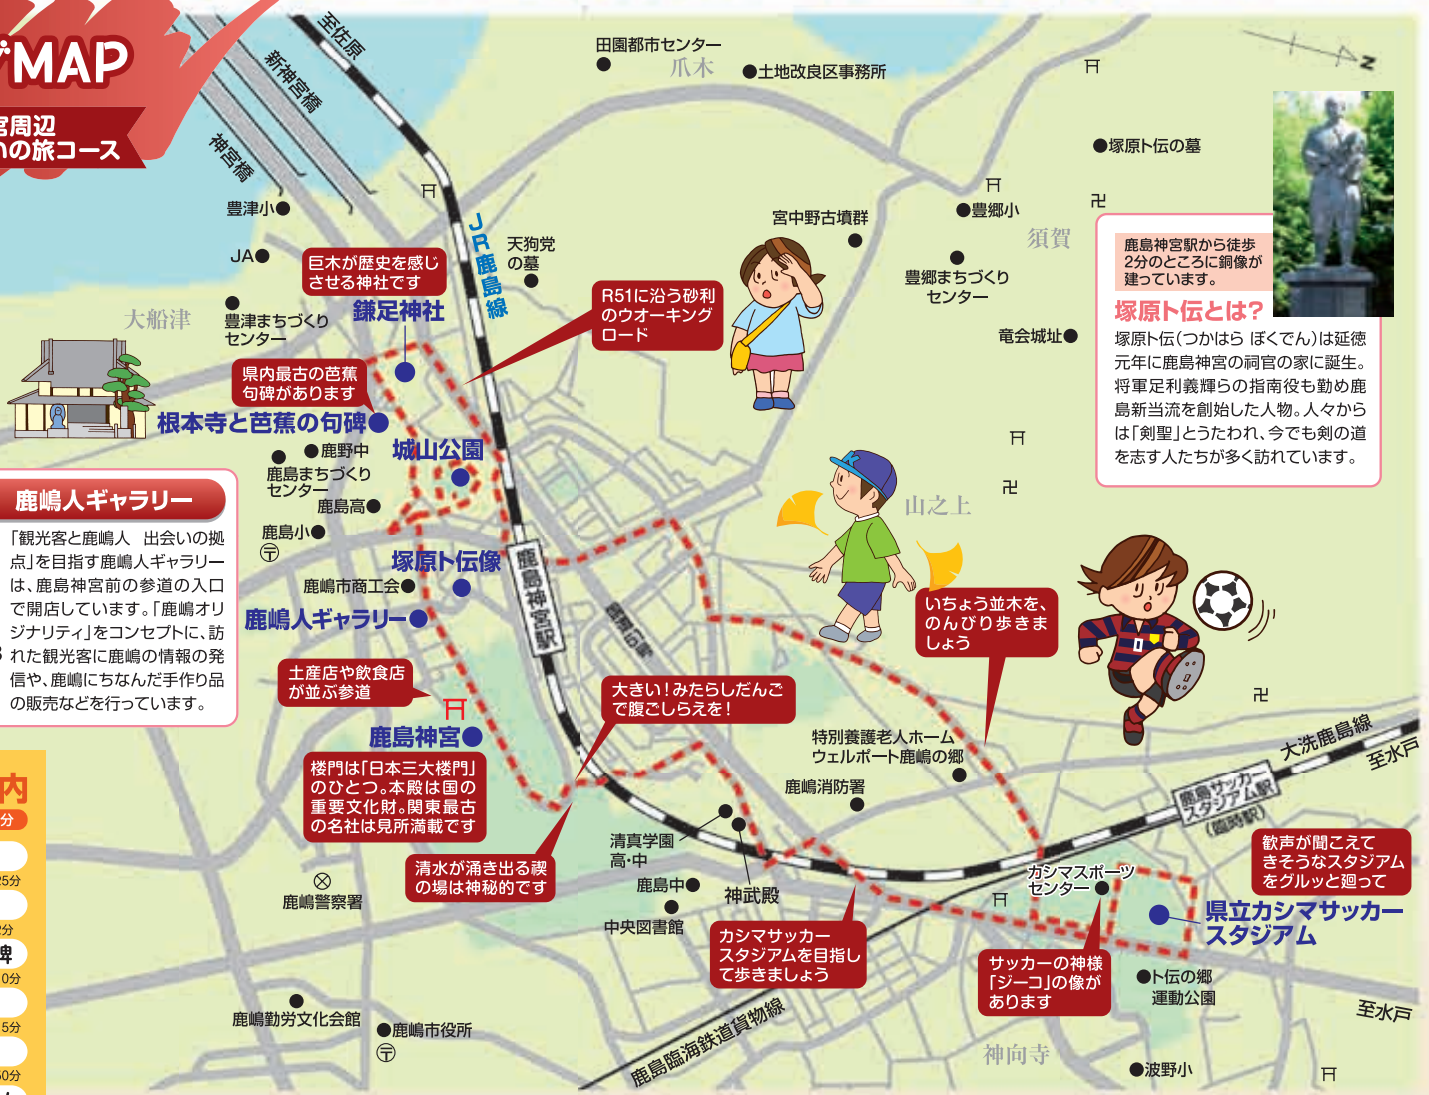 MAP
宮周辺
いの旅コース
至佐原
新神宮橋
神宮橋
田園都市センター
爪木
土地改良区事務所
N
塚原卜伝の墓
豊津小
JA
大船津
豊津まちづくり
センター
巨木が歴史を感じ
させる神社です
鎌足神社
JR鹿島線
天狗党
の墓
R51に沿う砂利
のウオーキング
ロード
宮中野古墳群
豊郷小
須賀
豊郷まちづくり
センター
竜会城址
鹿島神宮駅から徒歩
2分のところに銅像が
建っています。
塚原卜伝とは?
塚原卜伝(つかはら ぼくでん)は延徳
元年に鹿島神宮の祠官の家に誕生。
将軍足利義輝らの指南役も勤め鹿
島新当流を創始した人物。人々から
は「剣聖」とうたわれ、今でも剣の道
を志す人たちが多く訪れています。
県内最古の芭蕉
句碑があります
根本寺と芭蕉の句碑
鹿野中
城山公園
鹿島まちづくり
センター
鹿島高
鹿島小
〒
鹿嶋人ギャラリー
「観光客と鹿嶋人 出会いの拠
点」を目指す鹿嶋人ギャラリー
は、鹿島神宮前の参道の入口
で開店しています。「鹿嶋オリ
ジナリティ」をコンセプトに、訪
れた観光客に鹿嶋の情報の発
信や、鹿嶋にちなんだ手作り品
の販売などを行っています。
塚原卜伝像
鹿嶋市商工会
鹿嶋人ギャラリー
鹿島神宮駅
山之上
K
いちょう並木を、
のんびり歩きま
しょう
土産店や飲食店
が並ぶ参道
鹿島神宮
楼門は「日本三大楼門」
のひとつ。本殿は国の
重要文化財。関東最古
の名社は見所満載です
大きい!みたらしだんご
で腹ごしらえを!
清水が涌き出る禊
の場は神秘的です
特別養護老人ホーム
ウェルポート鹿嶋の郷
鹿嶋消防署
大洗鹿島線
至水戸
鹿島サッカー
スタジアム駅
(臨時駅)
清真学園
高・中
神武殿
鹿島中
中央図書館
カシマサッカー
スタジアムを目指し
て歩きましょう
カシマスポーツ
センター
歓声が聞こえて
きそうなスタジアム
をグルッと廻って
県立カシマサッカー
スタジアム
サッカーの神様
「ジーコ」の像が
あります
卜伝の郷
運動公園
至水戸
神向寺
波野小
鹿島臨海鉄道貨物線
鹿嶋警察署
鹿嶋勤労文化会館
鹿嶋市役所
〒
内
分
25分
2分
碑
0分
5分
50分